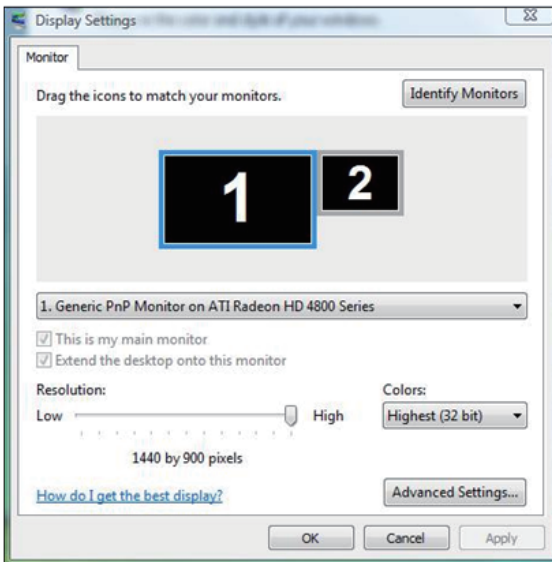 Display Settings
Monitor
Drag the icons to match your monitors.
Identify Monitors
1
2
1. Generic PnP Monitor on ATI Radeon HD 4800 Series
This is my main monitor
Extend the desktop onto this monitor
Resolution:
Colors:
Low
High
Highest (32 bit)
1440 by 900 pixels
How do I get the best display?
Advanced Settings...
OK
Cancel
Apply